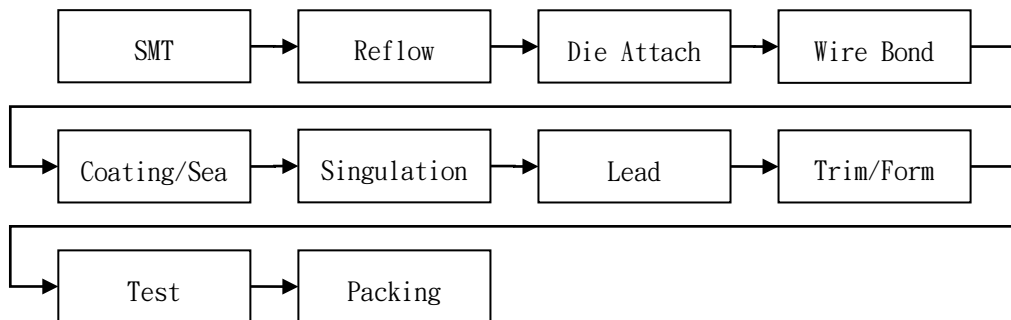 SMT
Reflow
Die Attach
Wire Bond
Coating/Sea
Singulation
Lead
Trim/Form
Test
Packing